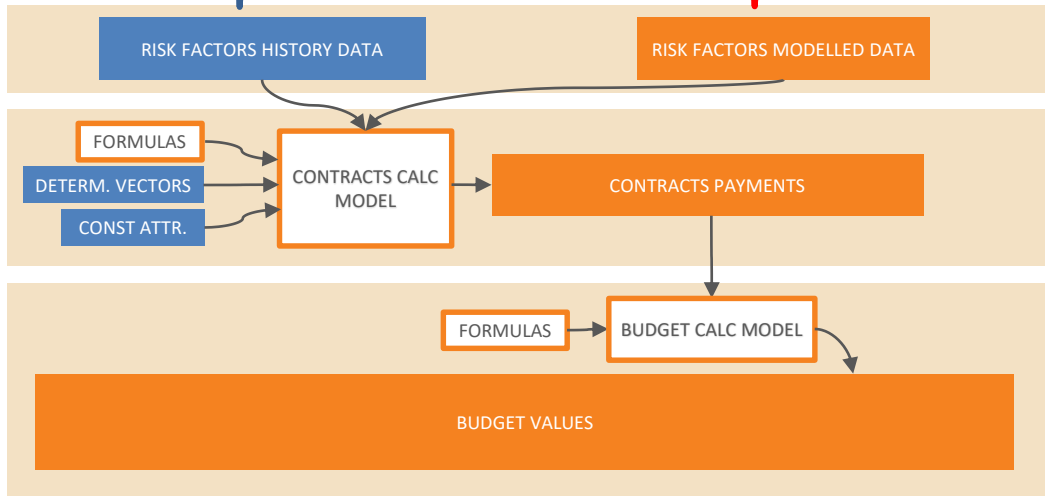 RISK FACTORS HISTORY DATA
RISK FACTORS MODELLED DATA
FORMULAS
DETERM. VECTORS
CONST ATTR.
CONTRACTS CALC
MODEL
CONTRACTS PAYMENTS
FORMULAS
BUDGET CALC MODEL
BUDGET VALUES